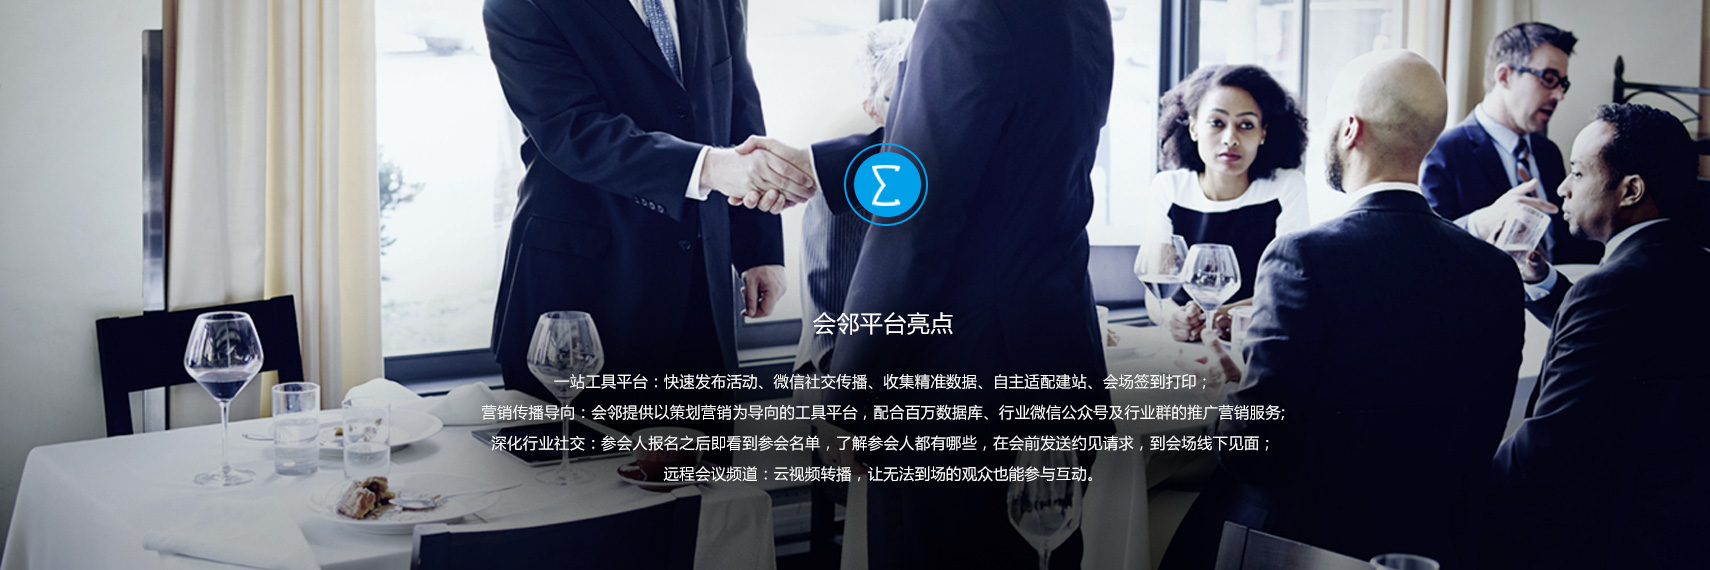 Σ
会邻平台亮点
一站工具平台：快速发布活动、微信社交传播、收集精准数据、自主适配建站、会场签到打印；
营销传播导向：会邻提供以策划营销为导向的工具平台，配合百万数据库、行业微信公众号及行业群的推广营销服务;
深化行业社交：参会人报名之后即看到参会名单，了解参会人都有哪些，在会前发送约见请求，到会场线下见面；
远程会议频道：云视频转播，让无法到场的观众也能参与互动。